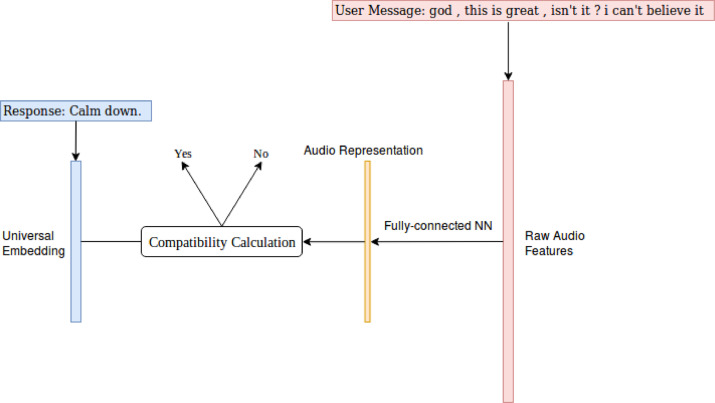 User Message: god , this is great , isn't it ? i can't believe it
Response: Calm down.
Yes
No
Audio Representation
Fully-connected NN
Universal
Embedding
Compatibility Calculation
Raw Audio
Features